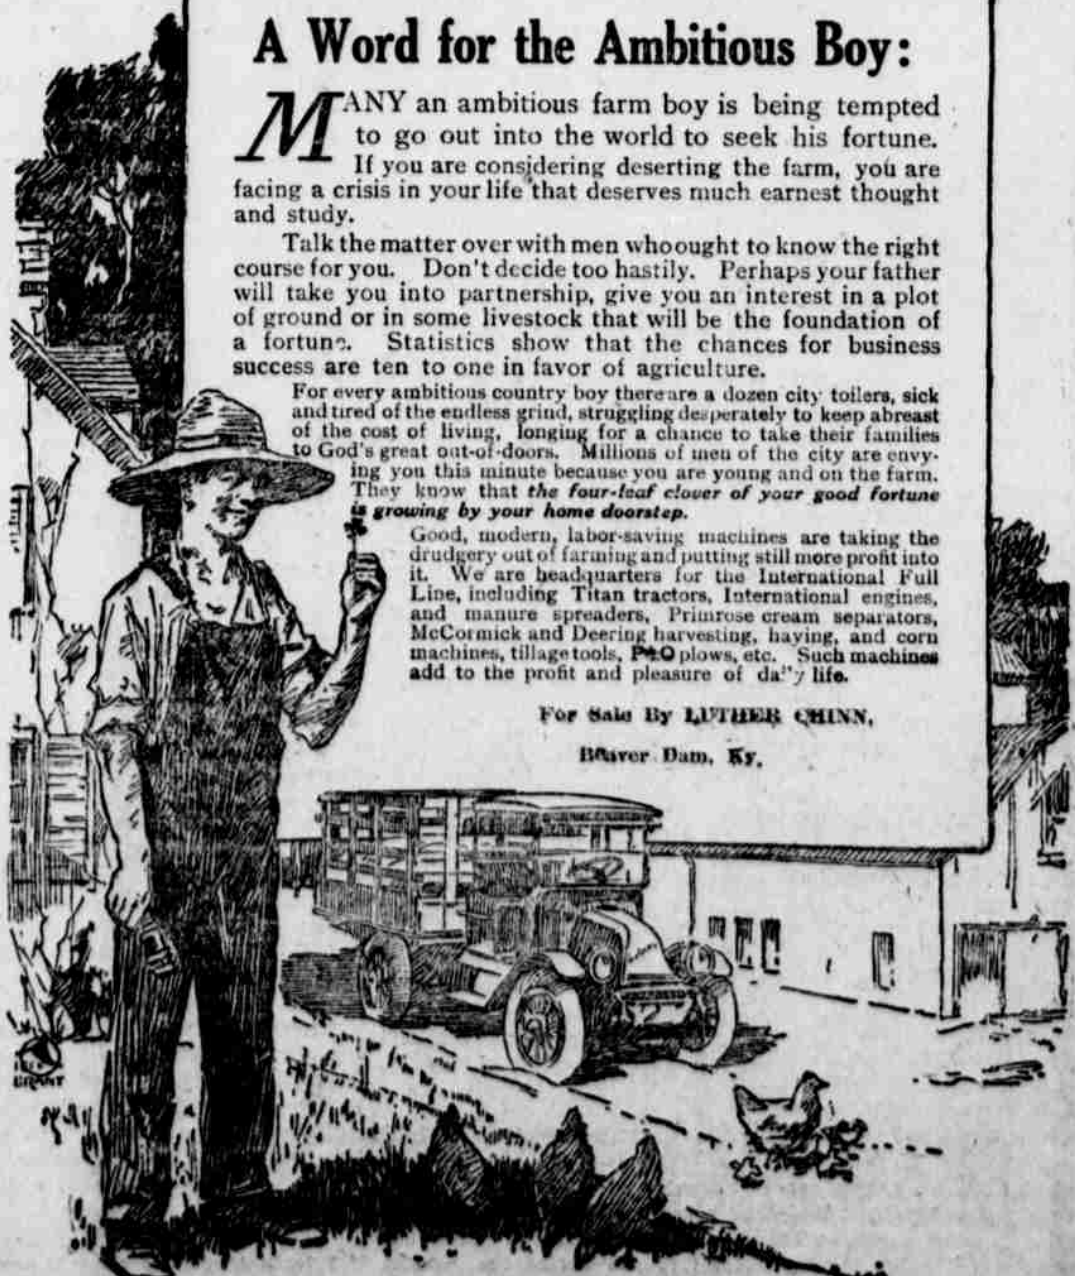 A Word for the Ambitious Boy:
MANY an ambitious farm boy is being tempted
to go out into the world to seek his fortune.
If you are considering deserting the farm, you are
facing a crisis in your life that deserves much earnest thought
and study.
Talk the matter over with men who ought to know the right
course for you. Don't decide too hastily. Perhaps your father
will take you into partnership, give you an interest in a plot
of ground or in some livestock that will be the foundation of
a fortune. Statistics show that the chances for business
success are ten to one in favor of agriculture.
For every ambitious country boy there are a dozen city toilers, sick
and tired of the endless grind, struggling desperately to keep abreast
of the cost of living, longing for a chance to take their families
to God's great out-of-doors. Millions of men of the city are envy-
ing you this minute because you are young and on the farm.
They know that the four-leaf clover of your good fortune
is growing by your home doorstep.
Good, modern, labor-saving machines are taking the
drudgery out of farming and putting still more profit into
it. We are headquarters for the International Full
Line, including Titan tractors, International engines,
and manure spreaders, Primrose cream separators,
McCormick and Deering harvesting, haying, and corn
machines, tillage tools, P&O plows, etc. Such machines
add to the profit and pleasure of daily life.
For Sale By LUTHER CHINN,
Beaver Dam, Ky.
GRANT